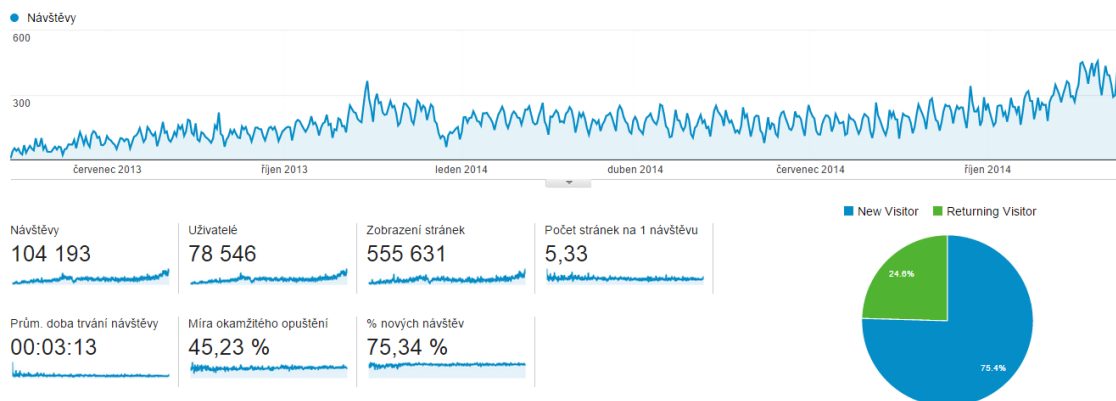 Návštěvy
600
300
červenec 2013 říjen 2013 leden 2014 duben 2014 červenec 2014 říjen 2014
New Visitor Returning Visitor
Návštěvy Uživatelé Zobrazení stránek Počet stránek na 1 návštěvu
104 193 78 546 555 631 5,33
24.6%
75.4%
Prům. doba trvání návštěvy Míra okamžitého opuštění % nových návštěv
00:03:13 45,23 % 75,34 %